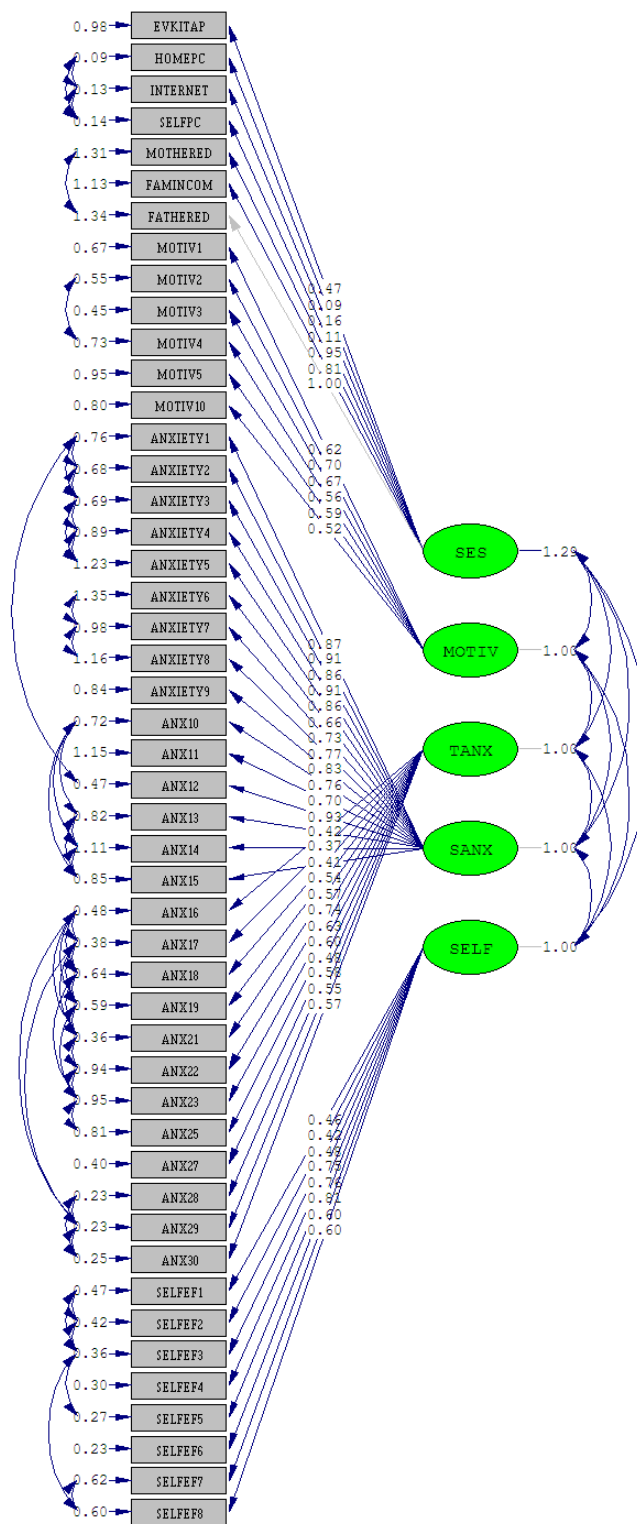 0.98 EVKITAP
0.09 HOMEPC
0.13 INTERNET
0.14 SELFPC
1.31 MOTHERED
1.13 FAMINCOM
1.34 FATHERED
0.67 MOTIV1
0.55 MOTIV2
0.45 MOTIV3
0.73 MOTIV4
0.95 MOTIV5
0.80 MOTIV10
0.76 ANXIETY1
0.68 ANXIETY2
0.69 ANXIETY3
0.89 ANXIETY4
1.23 ANXIETY5
1.35 ANXIETY6
0.98 ANXIETY7
1.16 ANXIETY8
0.84 ANXIETY9
0.72 ANX10
1.15 ANX11
0.47 ANX12
0.82 ANX13
1.11 ANX14
0.85 ANX15
0.48 ANX16
0.38 ANX17
0.64 ANX18
0.59 ANX19
0.36 ANX21
0.94 ANX22
0.95 ANX23
0.81 ANX25
0.40 ANX27
0.23 ANX28
0.23 ANX29
0.25 ANX30
0.47 SELFEF1
0.42 SELFEF2
0.36 SELFEF3
0.30 SELFEF4
0.27 SELFEF5
0.23 SELFEF6
0.62 SELFEF7
0.60 SELFEF8
0.47
0.09
0.16
0.11
0.95
0.81
1.00
0.62
0.70
0.67
0.56
0.59
0.52
0.87
0.91
0.86
0.91
0.86
0.66
0.73
0.77
0.83
0.76
0.70
0.93
0.42
0.37
0.41
0.54
0.57
0.74
0.63
0.60
0.55
0.57
0.46
0.42
0.75
0.76
0.81
0.60
0.60
SES 1.29
MOTIV 1.00
TANX 1.00
SANX 1.00
SELF 1.00